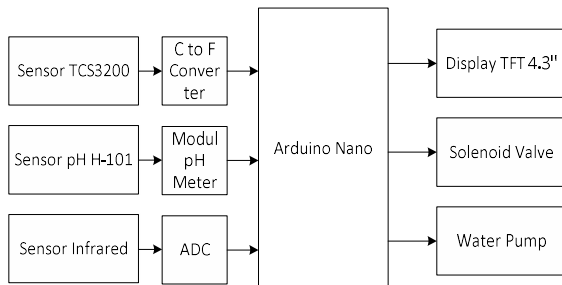 Sensor TCS3200
C to F
Conver
ter
Sensor pH H-101
Modul
pH
Meter
Sensor Infrared
ADC
Arduino Nano
Display TFT 4.3"
Solenoid Valve
Water Pump